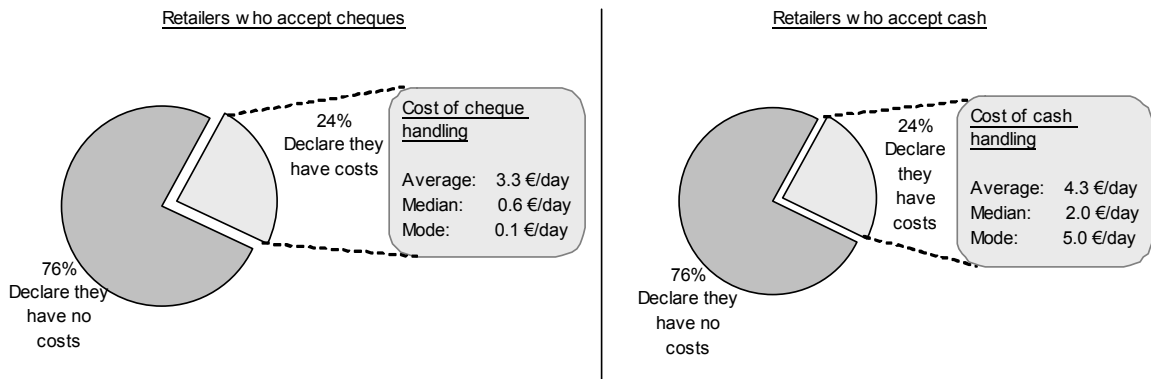 Retailers who accept cheques
24%
Declare they
have costs
Cost of cheque
handling
Average: 3.3 €/day
Median: 0.6 €/day
Mode: 0.1 €/day
76%
Declare they
have no
costs
Retailers who accept cash
24%
Declare
they
have
costs
Cost of cash
handling
Average: 4.3 €/day
Median: 2.0 €/day
Mode: 5.0 €/day
76%
Declare they
have no
costs